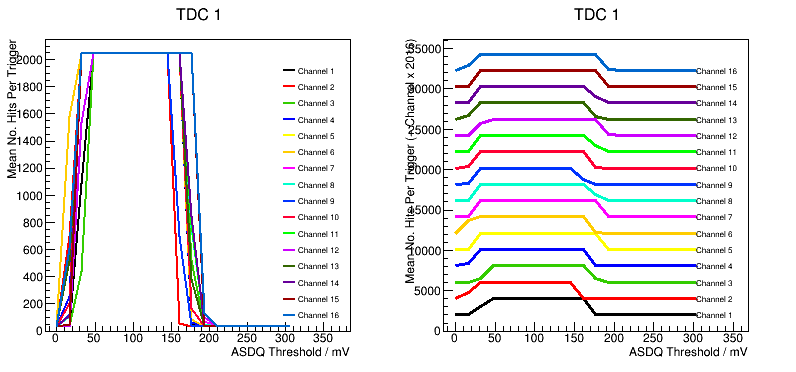 TDC 1
Mean No. Hits Per Trigger
2000
1800
1600
1400
1200
1000
800
600
400
200
0
0 50 100 150 200 250 300 350
ASDQ Threshold / mV
Channel 1
Channel 2
Channel 3
Channel 4
Channel 5
Channel 6
Channel 7
Channel 8
Channel 9
Channel 10
Channel 11
Channel 12
Channel 13
Channel 14
Channel 15
Channel 16
TDC 1
Mean No. Hits Per Trigger (+ Channel x 2016)
35000
30000
25000
20000
15000
10000
5000
0
0 50 100 150 200 250 300 350
ASDQ Threshold / mV
Channel 16
Channel 15
Channel 14
Channel 13
Channel 12
Channel 11
Channel 10
Channel 9
Channel 8
Channel 7
Channel 6
Channel 5
Channel 4
Channel 3
Channel 2
Channel 1